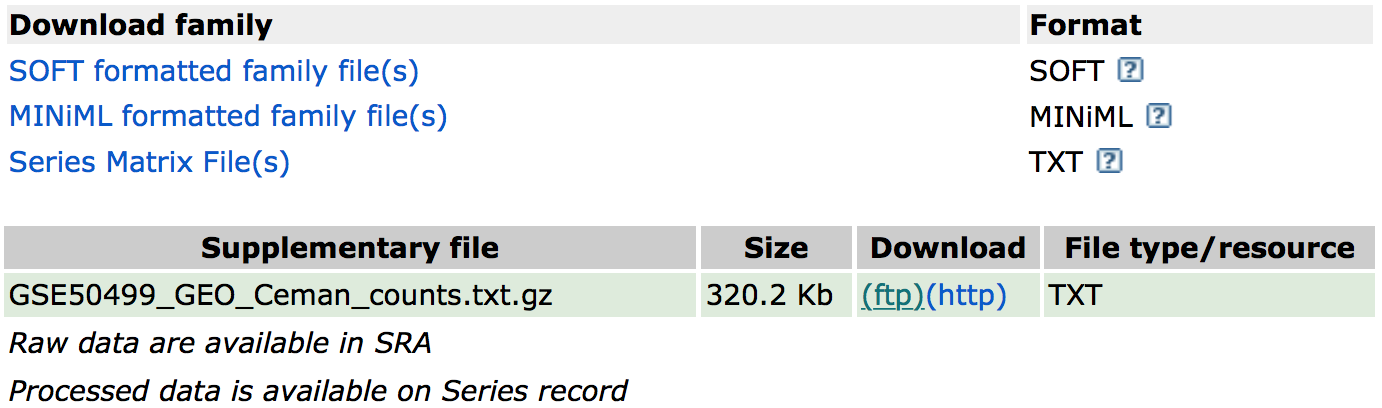 Download family Format
SOFT formatted family file(s) SOFT ?
MINiML formatted family file(s) MINiML ?
Series Matrix File(s) TXT ?
Supplementary file Size Download File type/resource
GSE50499_GEO_Ceman_counts.txt.gz 320.2 Kb (ftp)(http) TXT
Raw data are available in SRA
Processed data is available on Series record